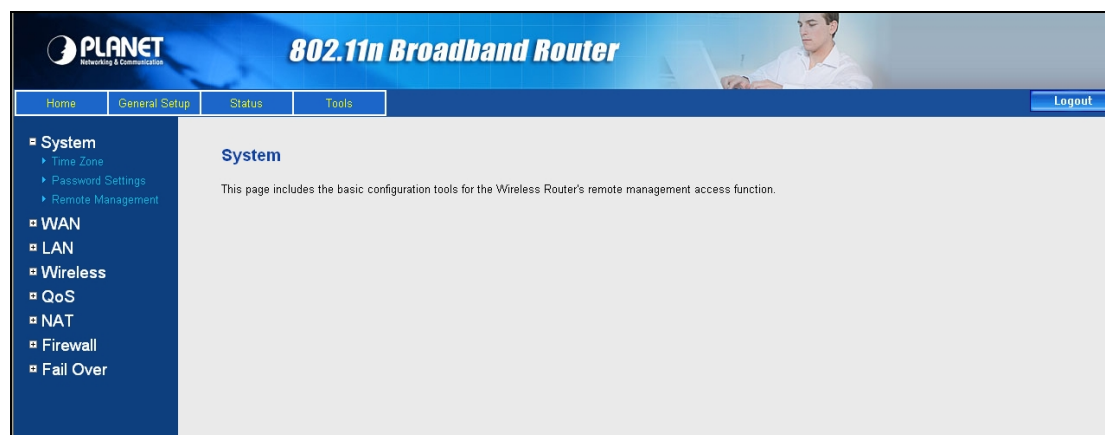 PLANET
Networking & Communication
802.11n Broadband Router
Home General Setup Status Tools Logout
System
Time Zone
Password Settings
Remote Management
WAN
LAN
Wireless
QoS
NAT
Firewall
Fail Over
System
This page includes the basic configuration tools for the Wireless Router's remote management access function.